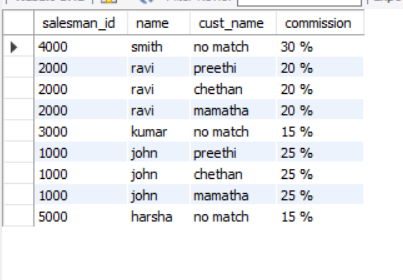 salesman_id name cust_name commission
4000 smith no match 30 %
2000 ravi preethi 20 %
2000 ravi chethan 20 %
2000 ravi mamatha 20 %
3000 kumar no match 15 %
1000 john preethi 25 %
1000 john chethan 25 %
1000 john mamatha 25 %
5000 harsha no match 15 %